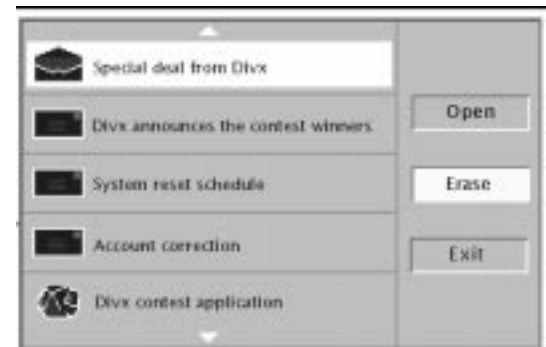 Special deal from Divx
Divx announces the contest winners
System reset schedule
Account correction
Divx contest application
Open
Erase
Exit